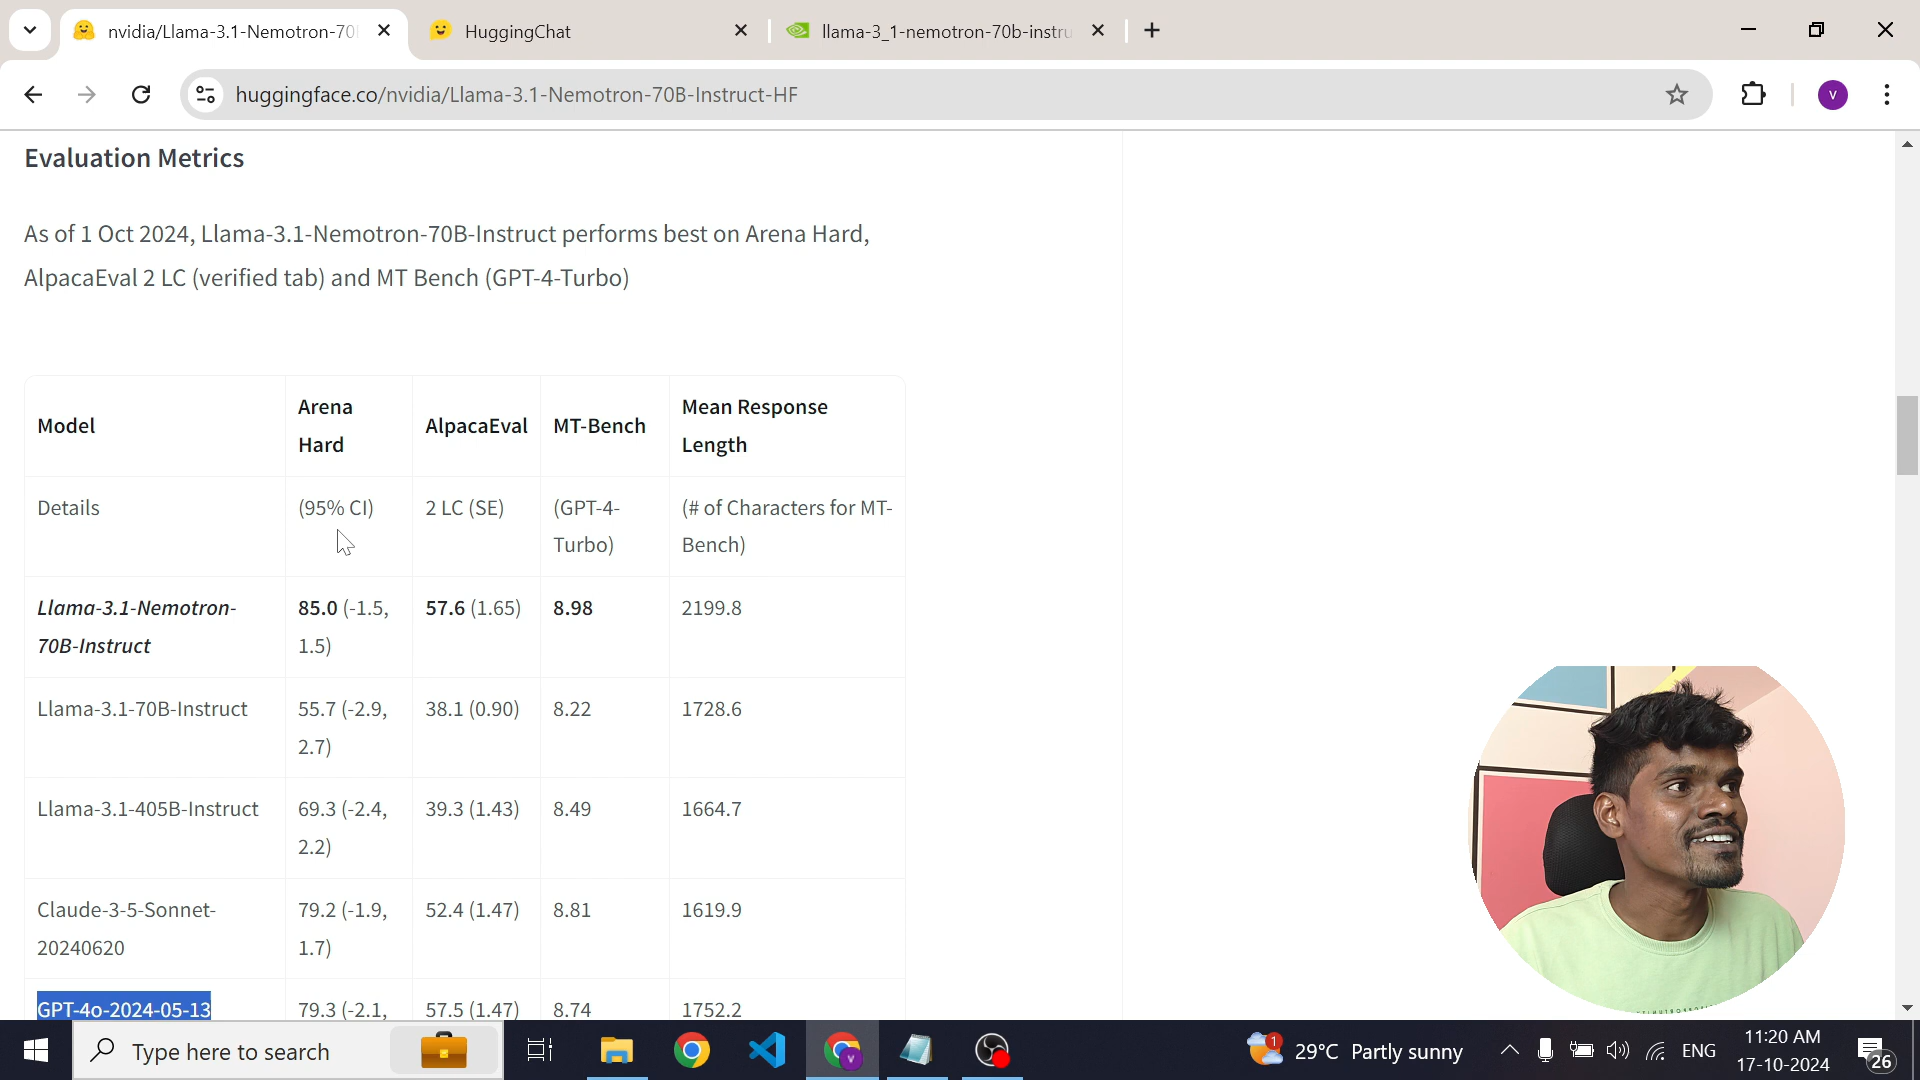 nvidia/Llama-3.1-Nemotron-70
HuggingChat
llama-3_1-nemotron-70b-instru
huggingface.co/nvidia/Llama-3.1-Nemotron-70B-Instruct-HF
V
Evaluation Metrics
As of 1 Oct 2024, Llama-3.1-Nemotron-70B-Instruct performs best on Arena Hard,
AlpacaEval 2 LC (verified tab) and MT Bench (GPT-4-Turbo)
Model
Arena
Hard
AlpacaEval
MT-Bench
Mean Response
Length
Details
(95% CI)
2 LC (SE)
(GPT-4-
Turbo)
(# of Characters for MT-
Bench)
Llama-3.1-Nemotron-
70B-Instruct
85.0 (-1.5,
1.5)
57.6 (1.65)
8.98
2199.8
Llama-3.1-70B-Instruct
55.7 (-2.9,
2.7)
38.1 (0.90)
8.22
1728.6
Llama-3.1-405B-Instruct
69.3 (-2.4,
2.2)
39.3 (1.43)
8.49
1664.7
Claude-3-5-Sonnet-
20240620
79.2 (-1.9,
1.7)
52.4 (1.47)
8.81
1619.9
GPT-4o-2024-05-13
79.3 (-2.1,
57.5 (1.47)
8.74
1752.2
Type here to search
V
1
29°C Partly sunny
ENG
11:20 AM
17-10-2024
26